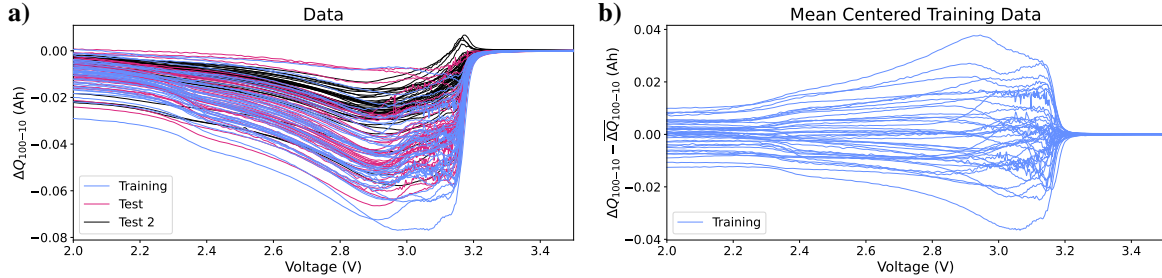 a)
Data
0.00
−0.02
−0.04
−0.06
−0.08
ΔQ₁₀₀₋₁₀ (Ah)
Training
Test
Test 2
2.0 2.2 2.4 2.6 2.8 3.0 3.2 3.4
Voltage (V)
b)
Mean Centered Training Data
0.04
0.02
0.00
−0.02
−0.04
ΔQ₁₀₀₋₁₀ − \overline{ΔQ}₁₀₀₋₁₀ (Ah)
Training
2.0 2.2 2.4 2.6 2.8 3.0 3.2 3.4
Voltage (V)